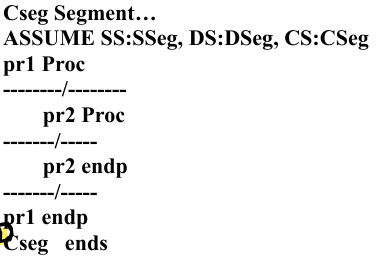 Cseg Segment…
ASSUME SS:SSeg, DS:DSeg, CS:CSeg
pr1 Proc
--------/--------
pr2 Proc
-------/-----
pr2 endp
-------/-----
pr1 endp
Cseg ends